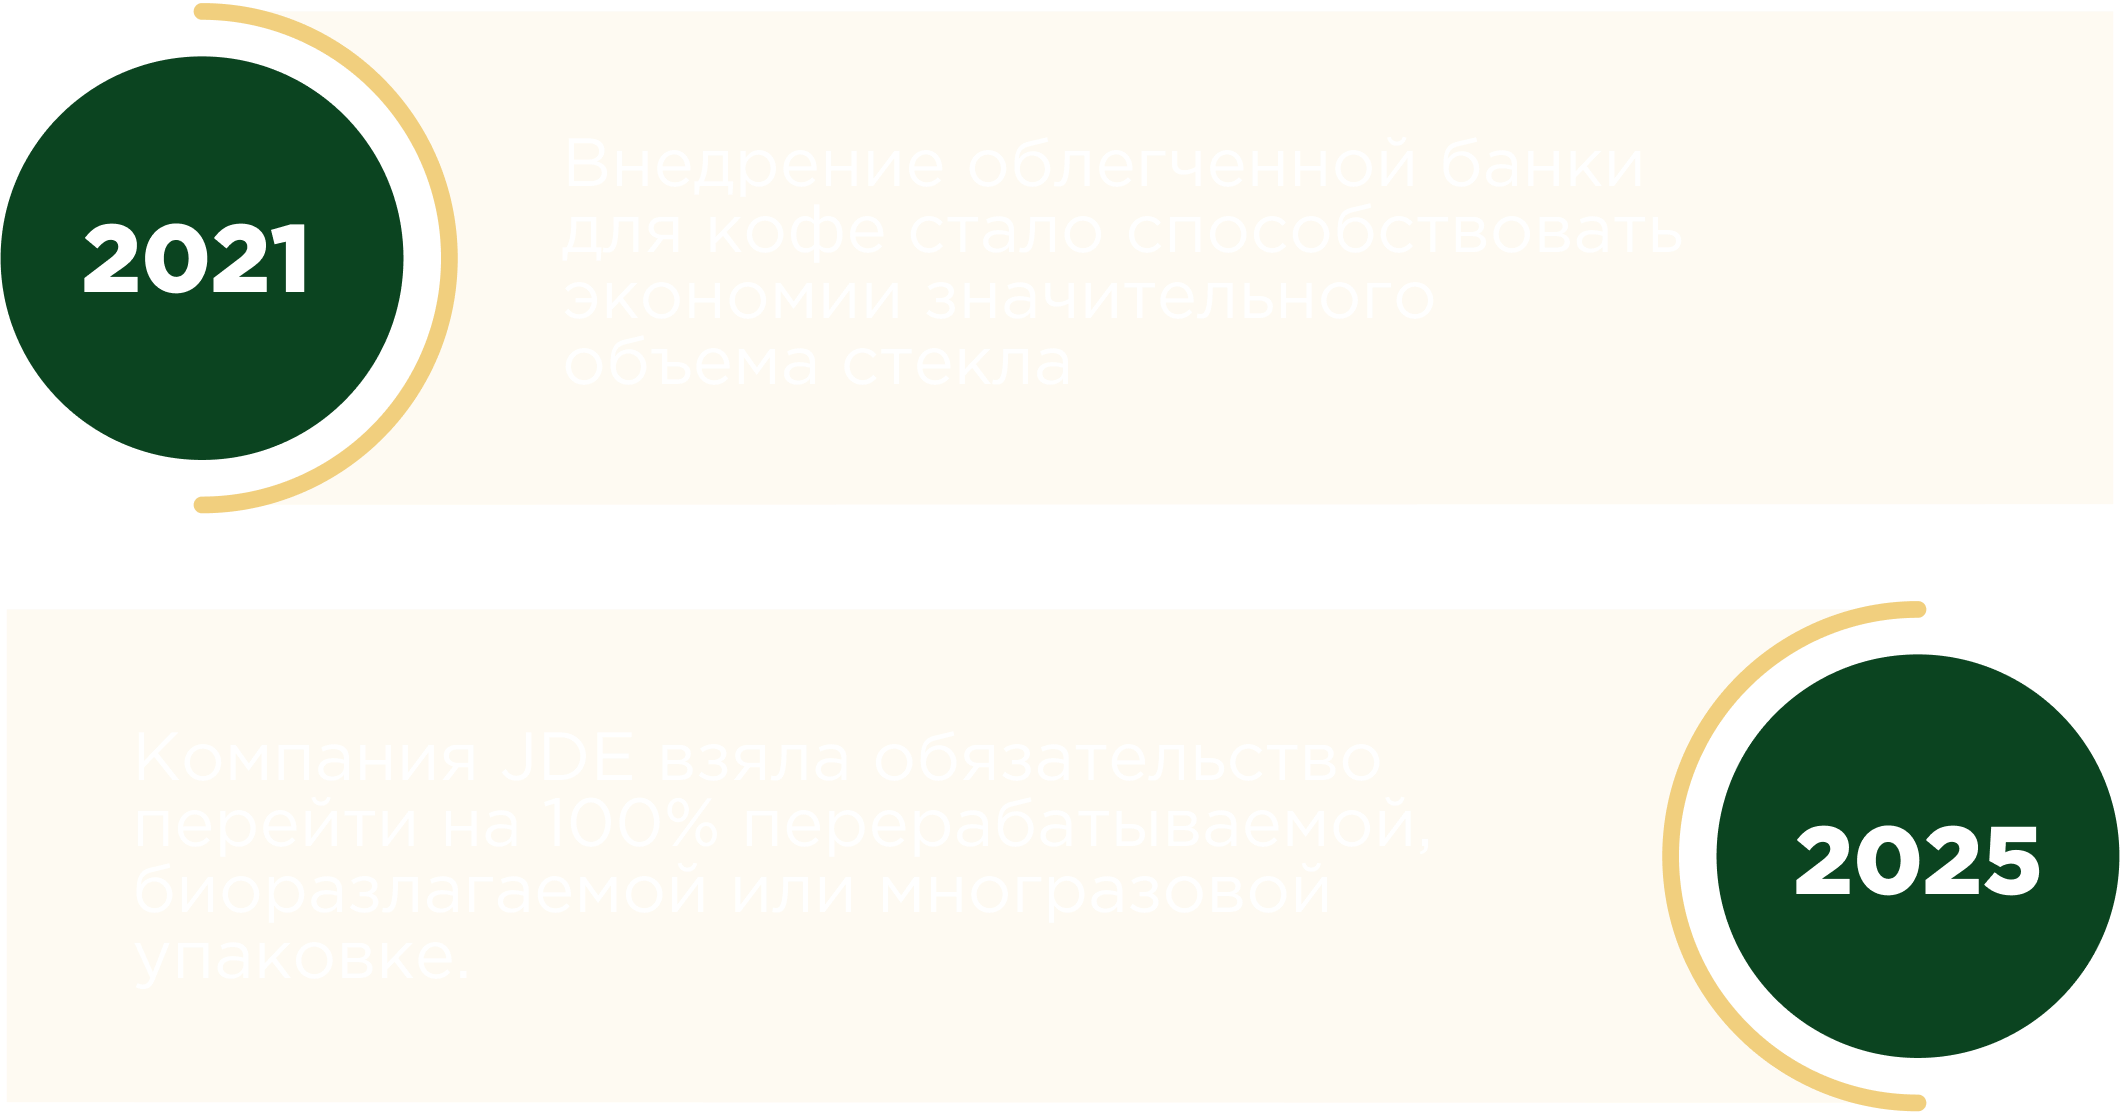 2021
Внедрение облегченной банки
для кофе стало способствовать
экономии значительного
объема стекла
Компания JDE взяла обязательство
перейти на 100% перерабатываемой,
биоразлагаемой или многразовой
упаковке.
2025